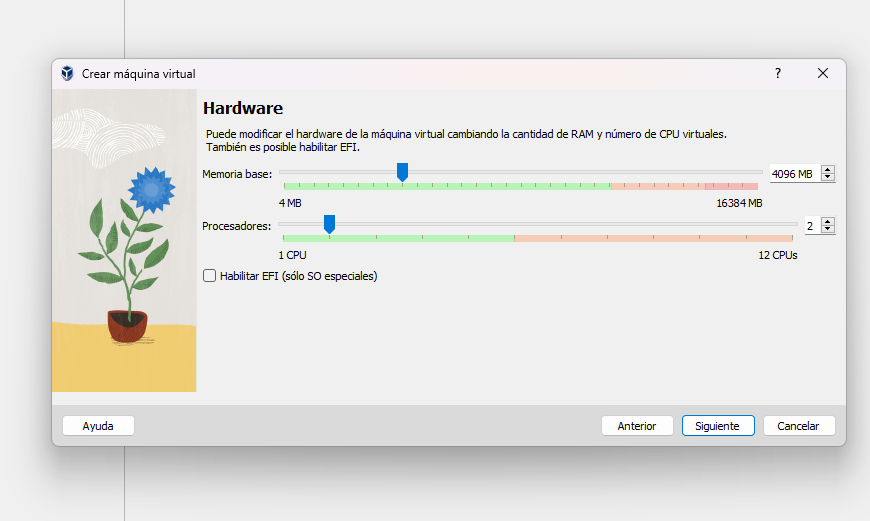 Crear máquina virtual
?
Hardware
Puede modificar el hardware de la máquina virtual cambiando la cantidad de RAM y número de CPU virtuales.
También es posible habilitar EFI.
Memoria base:
4096 MB
4 MB
16384 MB
Procesadores:
2
1 CPU
12 CPUs
Habilitar EFI (sólo SO especiales)
Ayuda
Anterior
Siguiente
Cancelar